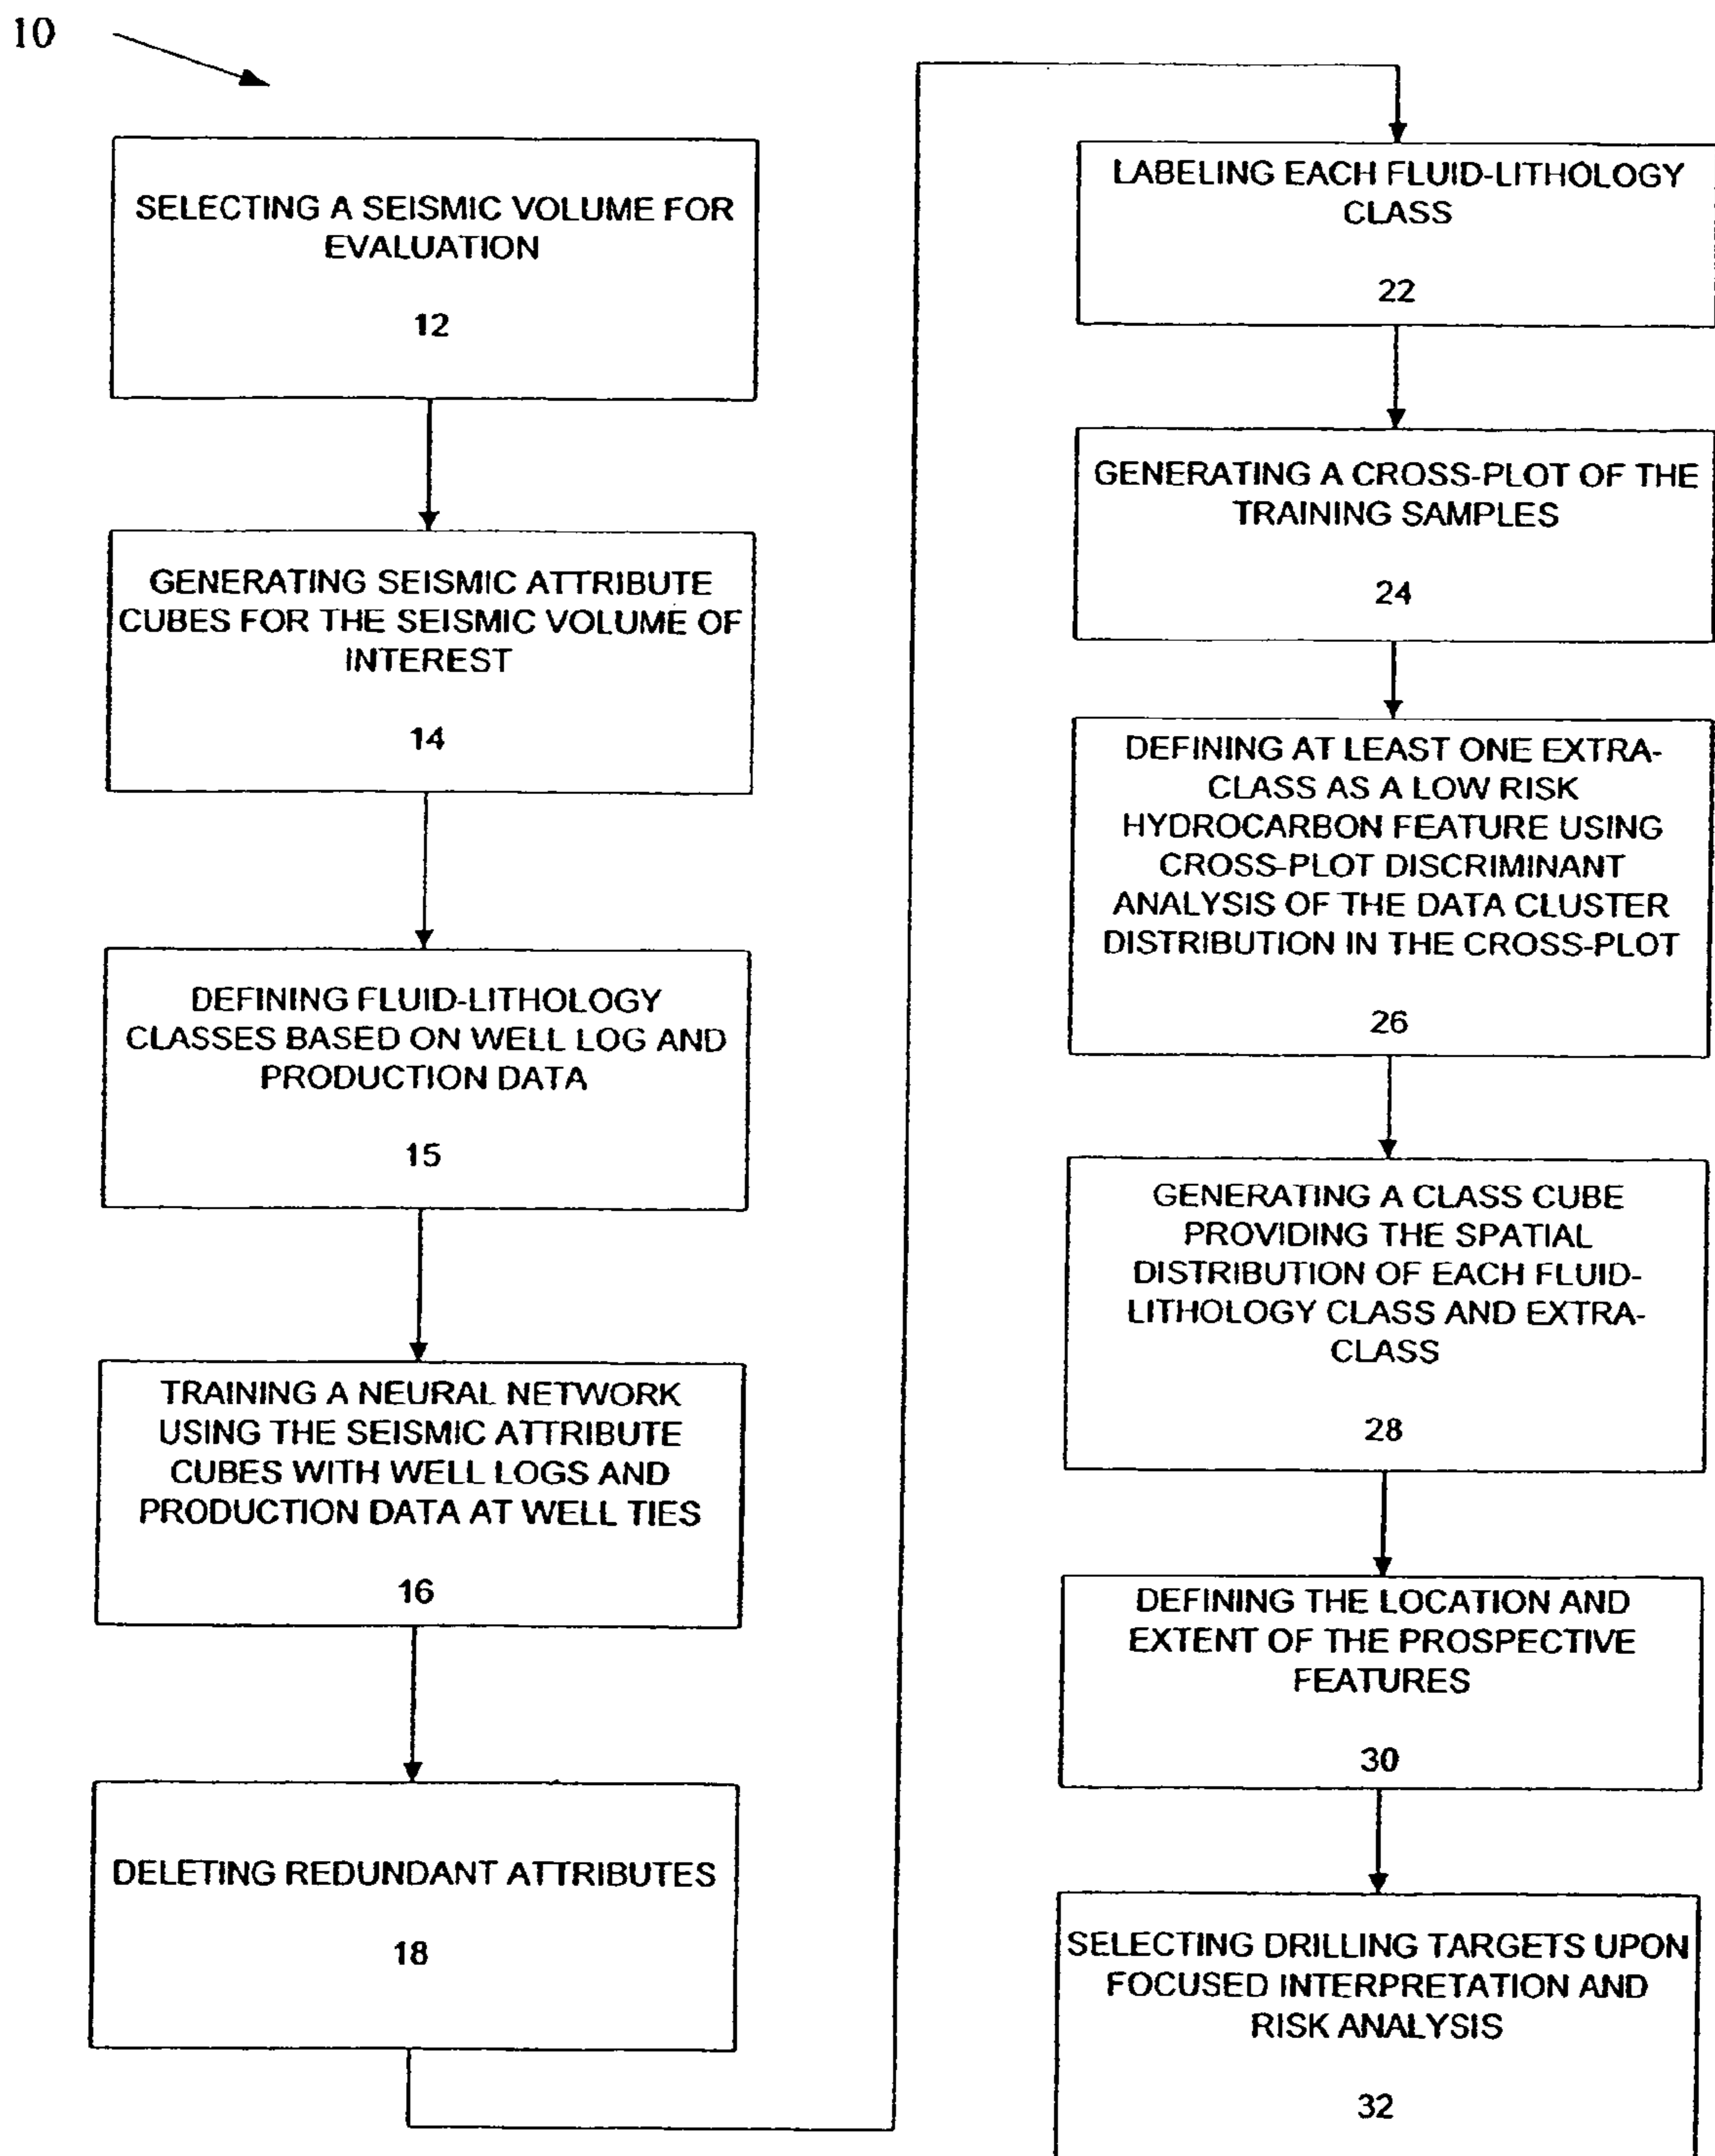 10
SELECTING A SEISMIC VOLUME FOR
EVALUATION
12
GENERATING SEISMIC ATTRIBUTE
CUBES FOR THE SEISMIC VOLUME OF
INTEREST
14
DEFINING FLUID-LITHOLOGY
CLASSES BASED ON WELL LOG AND
PRODUCTION DATA
15
TRAINING A NEURAL NETWORK
USING THE SEISMIC ATTRIBUTE
CUBES WITH WELL LOGS AND
PRODUCTION DATA AT WELL TIES
16
DELETING REDUNDANT ATTRIBUTES
18
LABELING EACH FLUID-LITHOLOGY
CLASS
22
GENERATING A CROSS-PLOT OF THE
TRAINING SAMPLES
24
DEFINING AT LEAST ONE EXTRA-
CLASS AS A LOW RISK
HYDROCARBON FEATURE USING
CROSS-PLOT DISCRIMINANT
ANALYSIS OF THE DATA CLUSTER
DISTRIBUTION IN THE CROSS-PLOT
26
GENERATING A CLASS CUBE
PROVIDING THE SPATIAL
DISTRIBUTION OF EACH FLUID-
LITHOLOGY CLASS AND EXTRA-
CLASS
28
DEFINING THE LOCATION AND
EXTENT OF THE PROSPECTIVE
FEATURES
30
SELECTING DRILLING TARGETS UPON
FOCUSED INTERPRETATION AND
RISK ANALYSIS
32